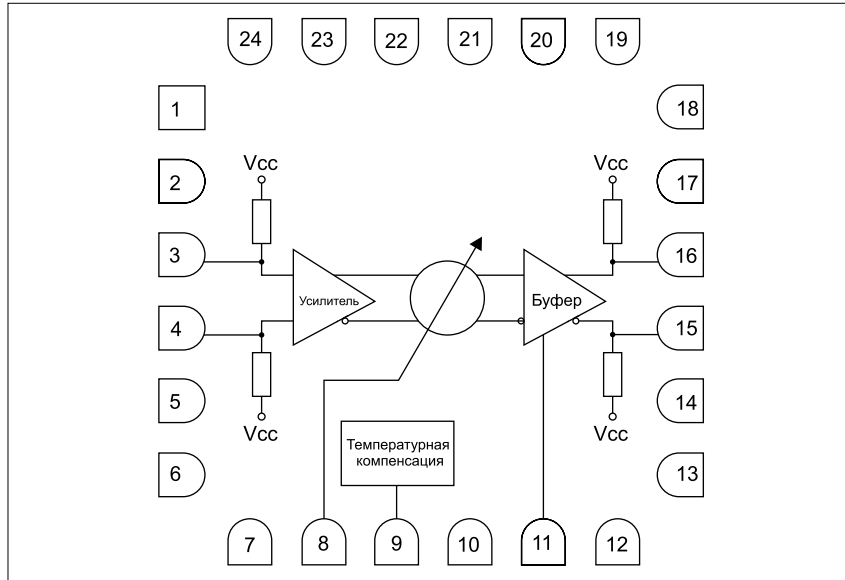 24 23 22 21 20 19
1 18
Vcc Vcc
2 17
3 16
Усилитель Буфер
4 15
5 14
Vcc Vcc
Температурная
компенсация
6 13
7 8 9 10 11 12